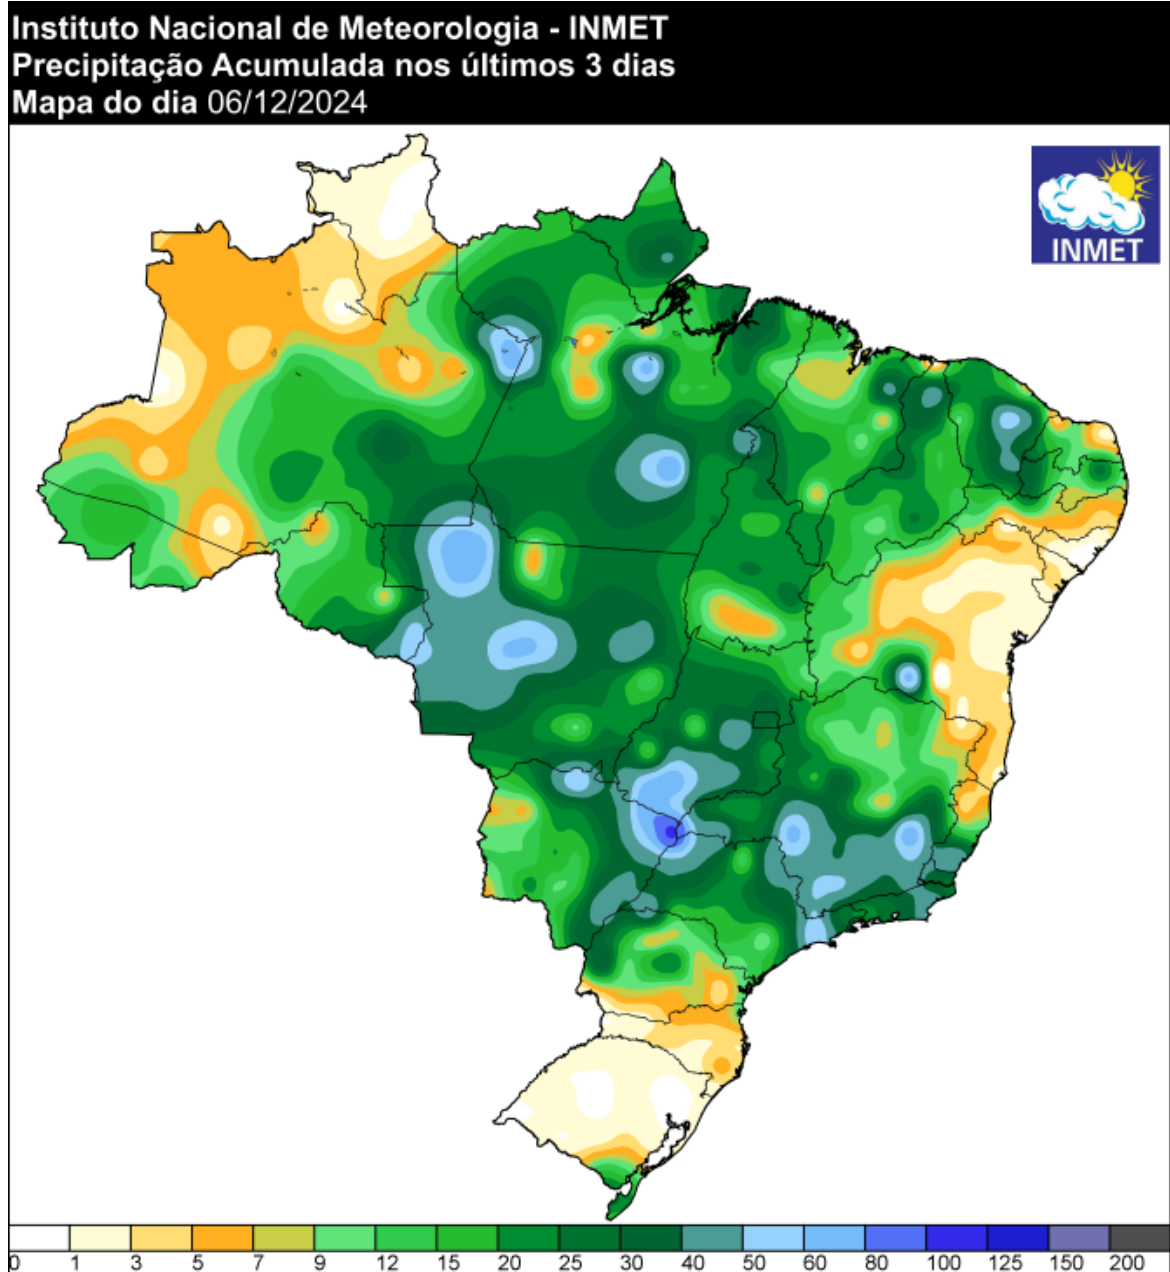 Instituto Nacional de Meteorologia - INMET
Precipitação Acumulada nos últimos 3 dias
Mapa do dia 06/12/2024
INMET
0 1 3 5 7 9 12 15 20 25 30 40 50 60 80 100 125 150 200